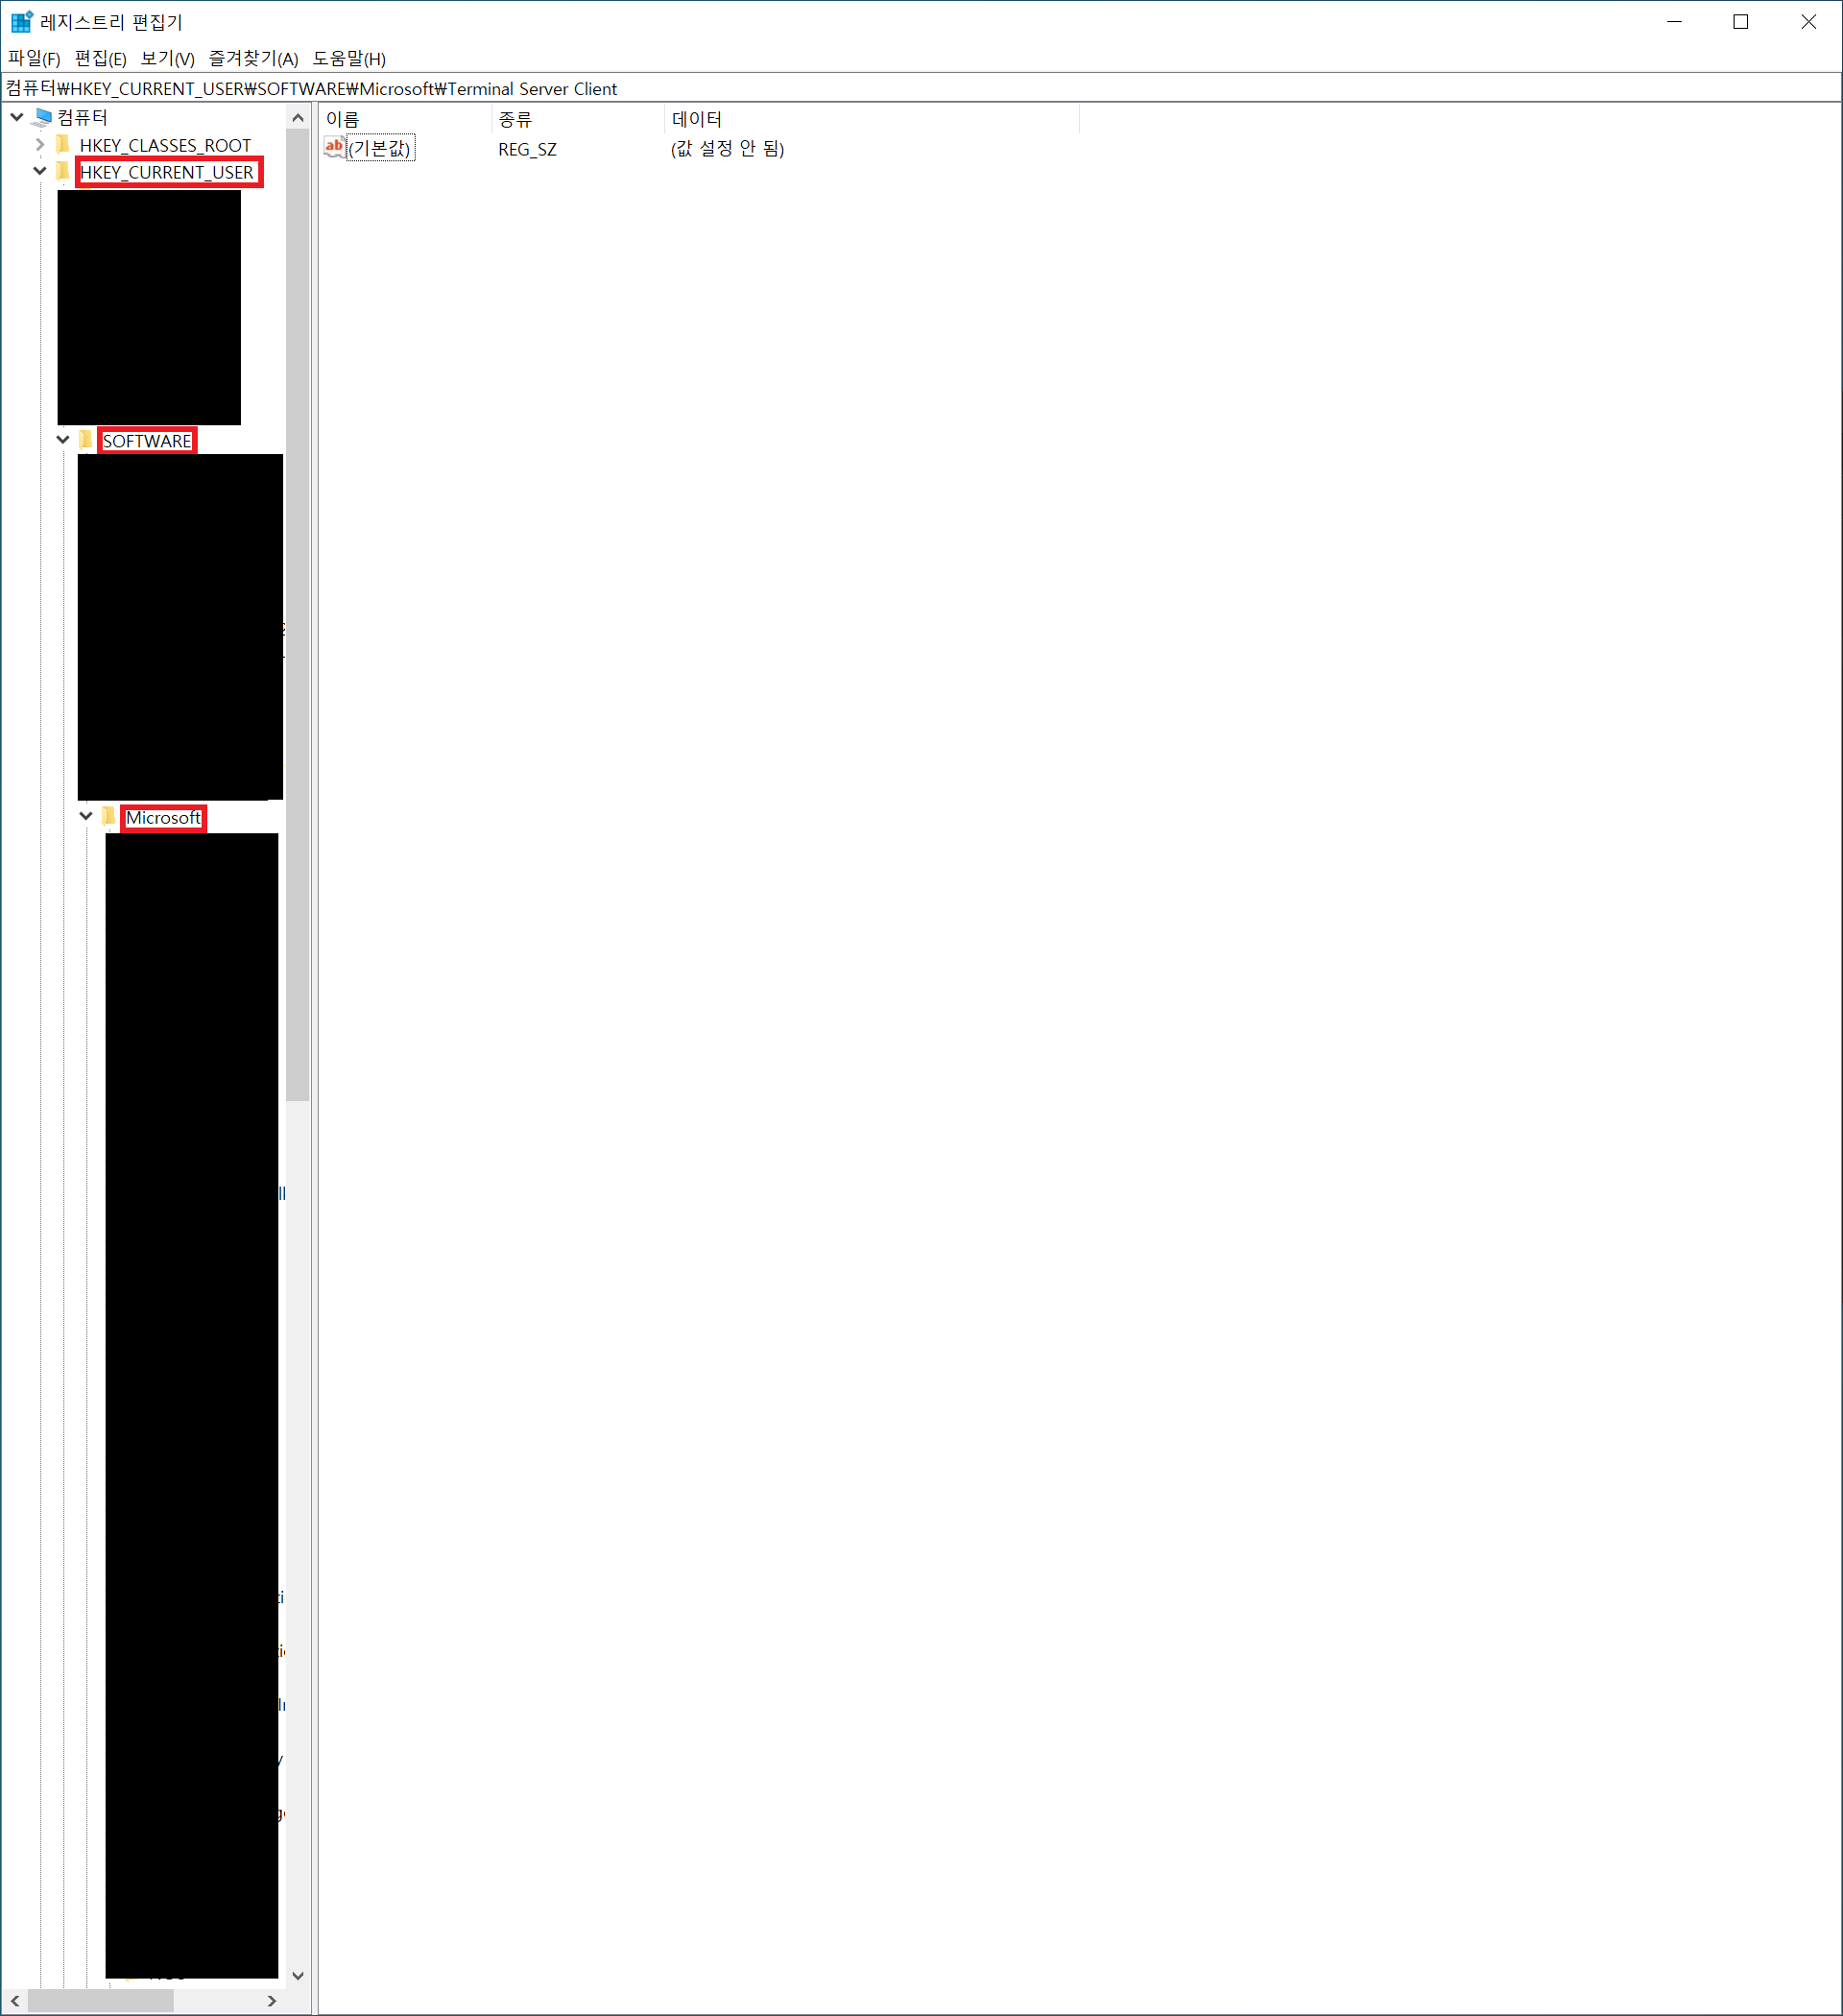 레지스트리 편집기
파일(F) 편집(E) 보기(V) 즐겨찾기(A) 도움말(H)
컴퓨터₩HKEY_CURRENT_USER₩SOFTWARE₩Microsoft₩Terminal Server Client
컴퓨터
HKEY_CLASSES_ROOT
HKEY_CURRENT_USER
SOFTWARE
Microsoft
이름 종류 데이터
ab (기본값) REG_SZ (값 설정 안 됨)